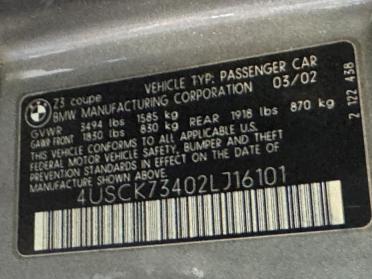 BMW
Z3 coupe VEHICLE TYP: PASSENGER CAR
BMW MANUFACTURING CORPORATION 03/02
GVWR 3494 lbs 1585 kg
GAWR FRONT 1830 lbs 830 kg REAR 1918 lbs 870 kg
THIS VEHICLE CONFORMS TO ALL APPLICABLE U.S.
FEDERAL MOTOR VEHICLE SAFETY, BUMPER AND THEFT
PREVENTION STANDARDS IN EFFECT ON THE DATE OF
MANUFACTURE SHOWN ABOVE.
4USCK73402LJ16101
2 122 438